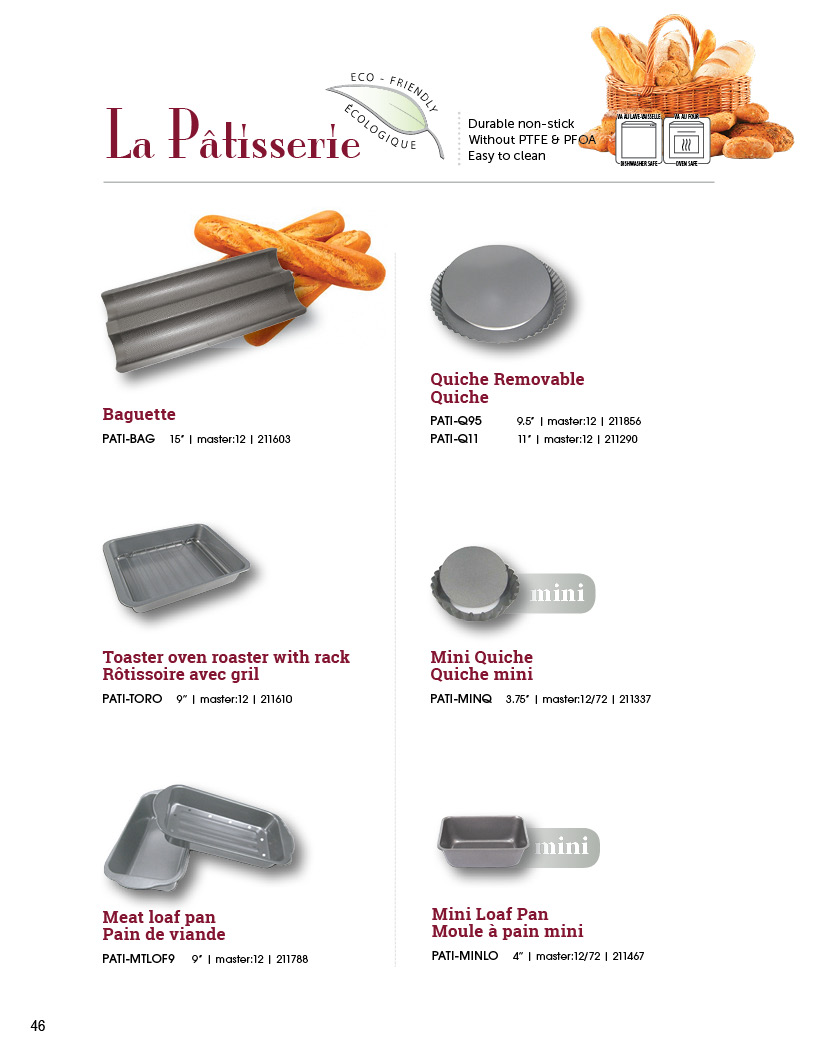 ECO - FRIENDLY
ÉCOLOGIQUE
La Pâtisserie
Durable non-stick
Without PTFE & PFOA
Easy to clean
VA AU LAVE-VAISSELLE
DISHWASHER SAFE
VA AU FOUR
OVEN SAFE
Baguette
PATI-BAG 15” | master:12 | 211603
Quiche Removable
Quiche
PATI-Q95 9.5” | master:12 | 211856
PATI-Q11 11” | master:12 | 211290
Toaster oven roaster with rack
Rôtissoire avec gril
PATI-TORO 9” | master:12 | 211610
mini
Mini Quiche
Quiche mini
PATI-MINQ 3.75” | master:12/72 | 211337
Meat loaf pan
Pain de viande
PATI-MTLOF9 9” | master:12 | 211788
mini
Mini Loaf Pan
Moule à pain mini
PATI-MINLO 4” | master:12/72 | 211467
46